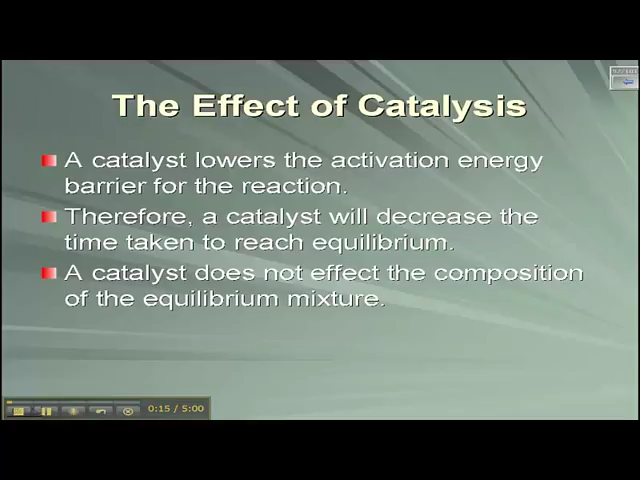 The Effect of Catalysis
A catalyst lowers the activation energy
barrier for the reaction.
Therefore, a catalyst will decrease the
time taken to reach equilibrium.
A catalyst does not effect the composition
of the equilibrium mixture.
0:15 / 5:00